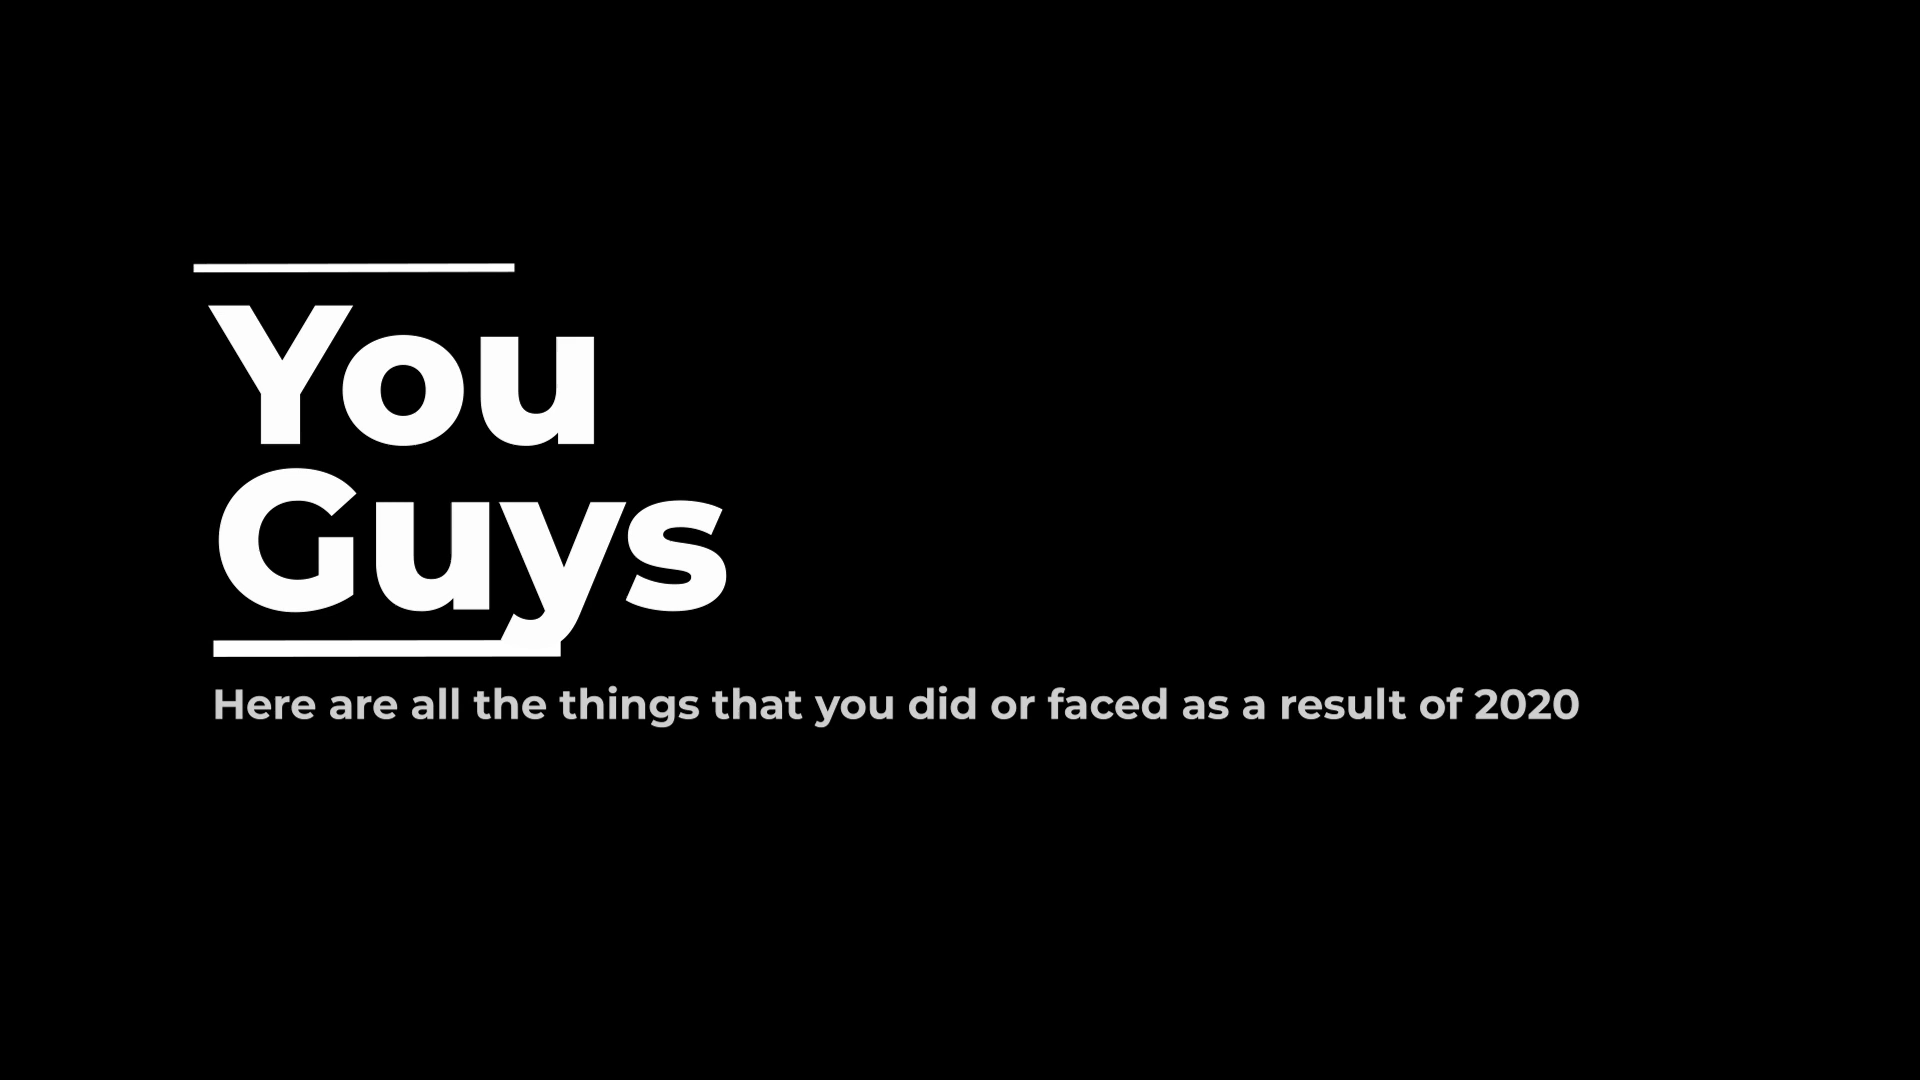 You
Guys
Here are all the things that you did or faced as a result of 2020